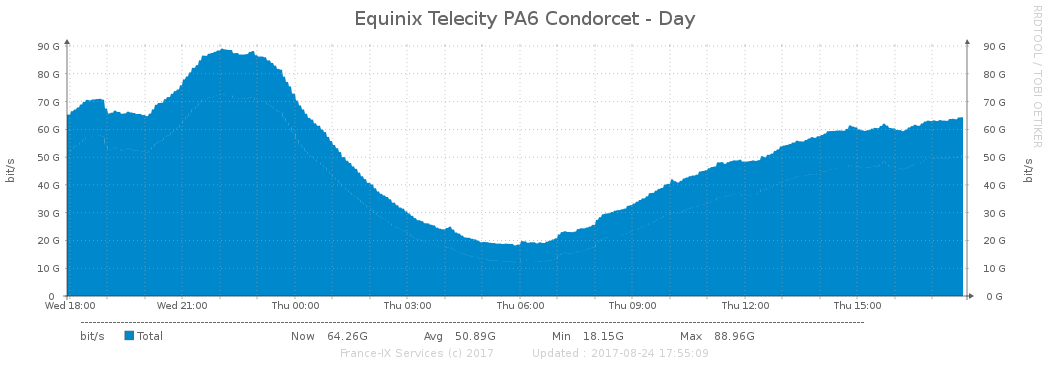 Equinix Telecity PA6 Condorcet - Day
RRDTOOL / TOBI OETIKER
bit/s
90 G 90 G
80 G 80 G
70 G 70 G
60 G 60 G
50 G 50 G
40 G 40 G
30 G 30 G
20 G 20 G
10 G 10 G
0 0 G
bit/s
Wed 18:00 Wed 21:00 Thu 00:00 Thu 03:00 Thu 06:00 Thu 09:00 Thu 12:00 Thu 15:00
bit/s Total Now 64.26G Avg 50.89G Min 18.15G Max 88.96G
France-IX Services (c) 2017 Updated : 2017-08-24 17:55:09